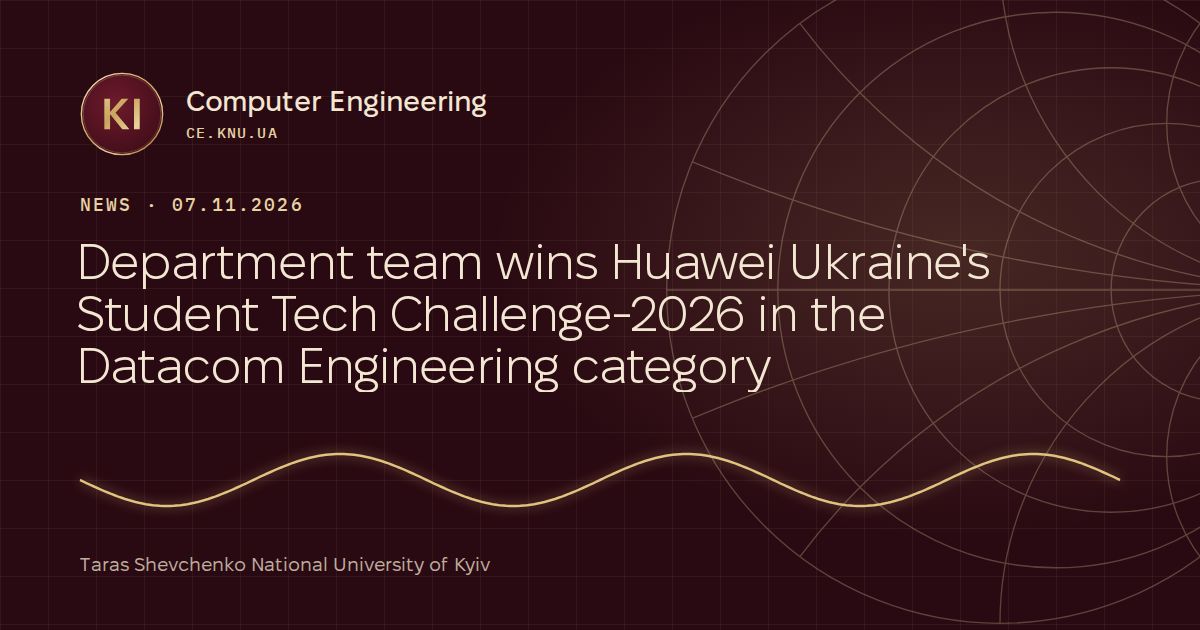 KI
Computer Engineering
CE.KNU.UA
NEWS · 07.11.2026
Department team wins Huawei Ukraine's
Student Tech Challenge-2026 in the
Datacom Engineering category
Taras Shevchenko National University of Kyiv